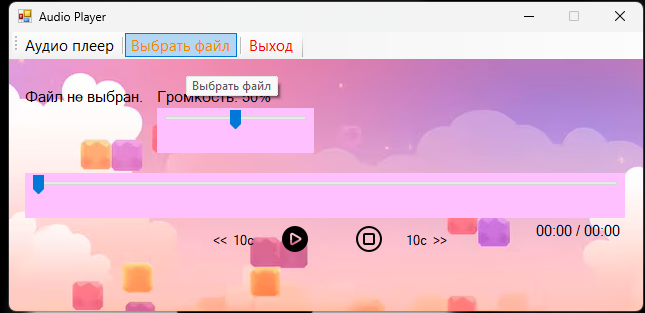 Audio Player
Аудио плеер Выбрать файл Выход
Выбрать файл
Файл не выбран. Громкость: 50%
<< 10с 10с >> 00:00 / 00:00